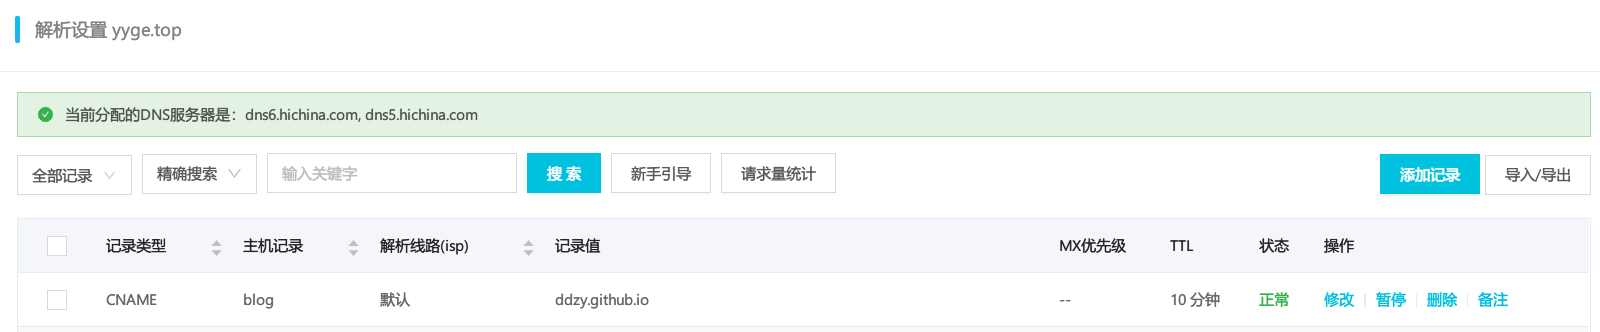 解析设置 yyge.top
当前分配的DNS服务器是：dns6.hichina.com, dns5.hichina.com
全部记录 精确搜索 输入关键字 搜 索 新手引导 请求量统计 添加记录 导入/导出
记录类型 主机记录 解析线路(isp) 记录值 MX优先级 TTL 状态 操作
CNAME blog 默认 ddzy.github.io -- 10 分钟 正常 修改 暂停 删除 备注